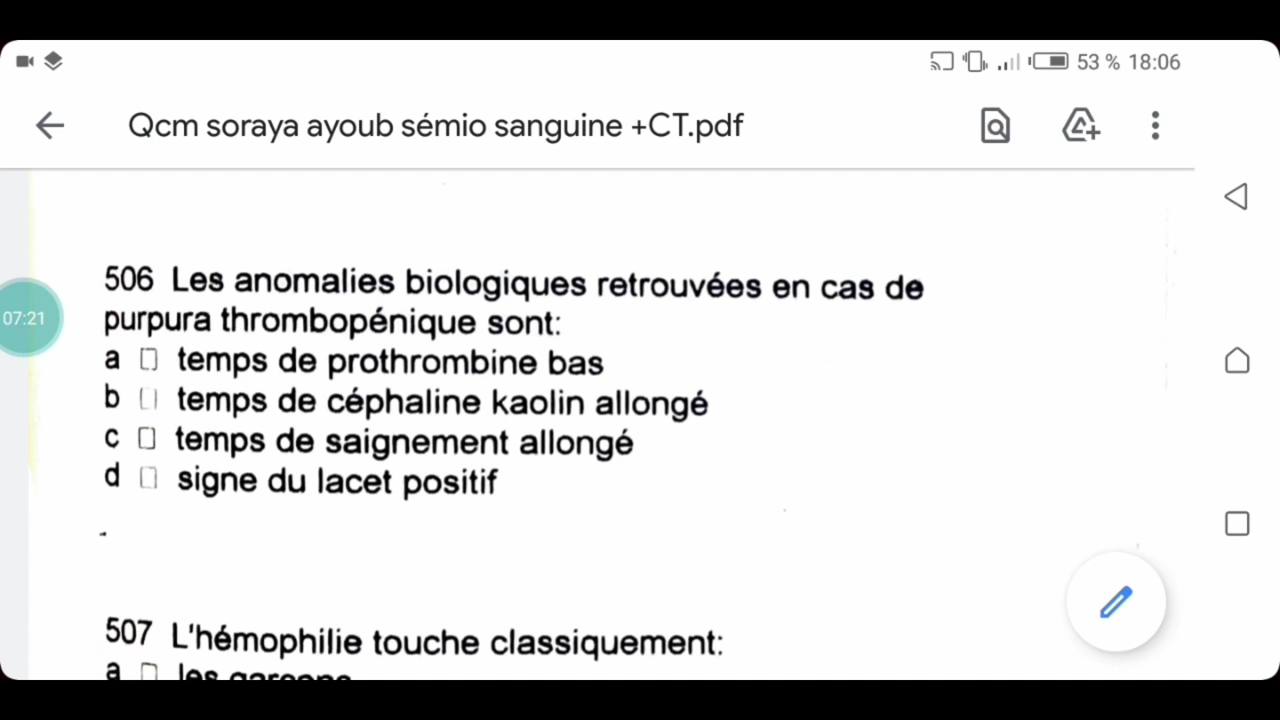 53 % 18:06
Qcm soraya ayoub sémio sanguine +CT.pdf
07:21
506 Les anomalies biologiques retrouvées en cas de
purpura thrombopénique sont:
a temps de prothrombine bas
b temps de céphaline kaolin allongé
c temps de saignement allongé
d signe du lacet positif
507 L'hémophilie touche classiquement:
a les garçons